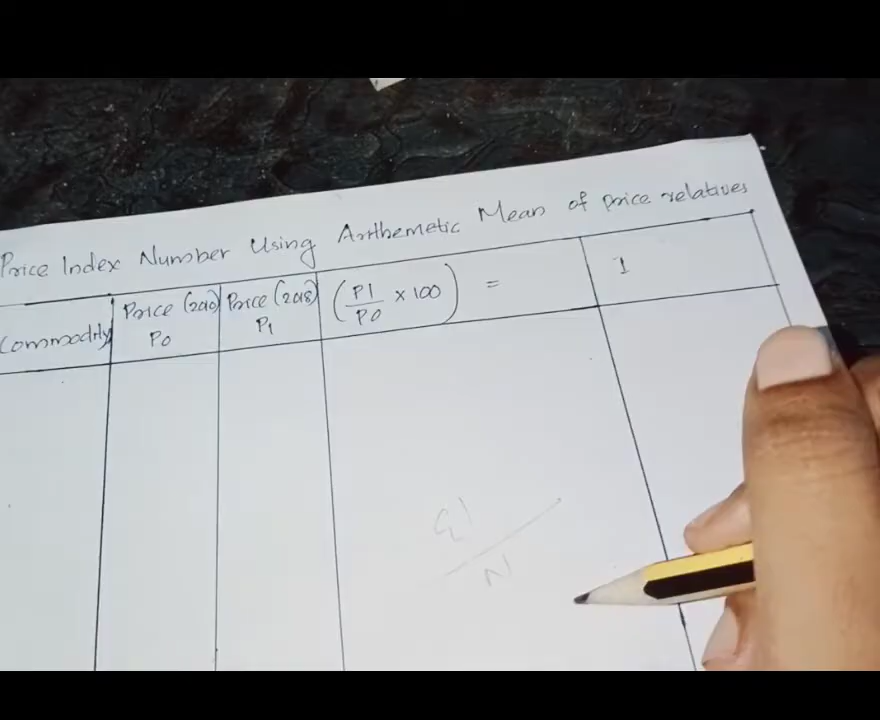 Price Index Number Using Arthemetic Mean of price relatives
Commodity
Price (2010) P0
Price (2018) P1
(P1/P0 × 100) =
1
N